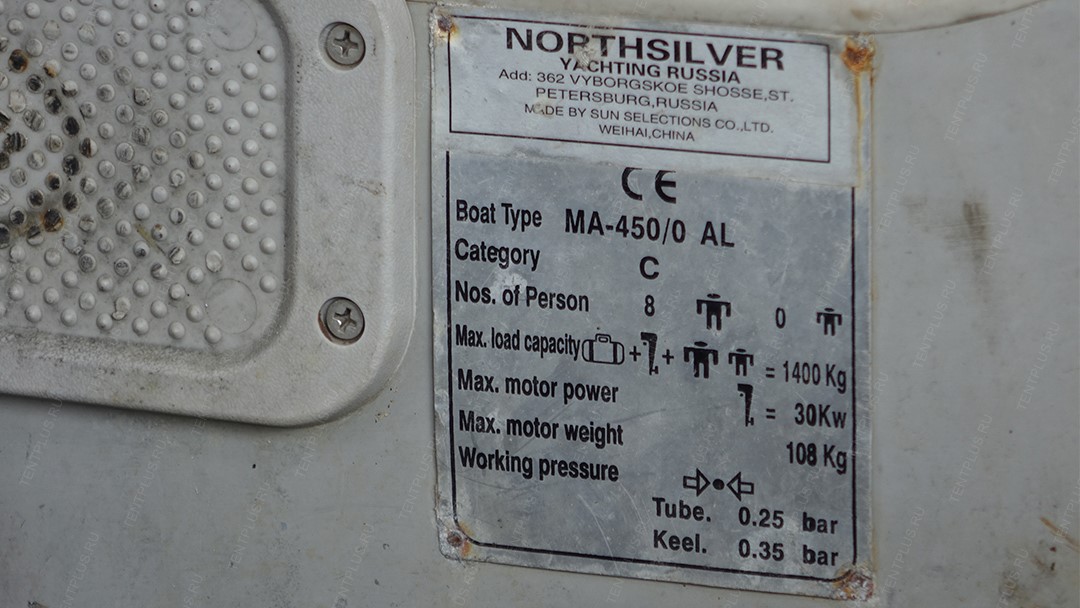 NORTHSILVER
YACHTING RUSSIA
Add: 362 VYBORGSKOE SHOSSE,ST.
PETERSBURG,RUSSIA
MADE BY SUN SELECTIONS CO.,LTD.
WEIHAI,CHINA
CE
Boat Type MA-450/0 AL
Category C
Nos. of Person 8 0
Max. load capacity + + = 1400 Kg
Max. motor power = 30Kw
Max. motor weight 108 Kg
Working pressure
Tube. 0.25 bar
Keel. 0.35 bar
TENTPLUS.RU